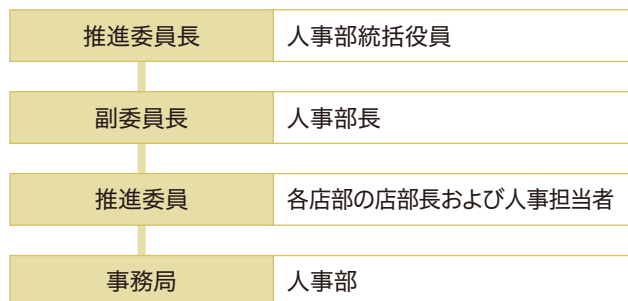 推進委員長 人事部統括役員
副委員長 人事部長
推進委員 各店部の店部長および人事担当者
事務局 人事部